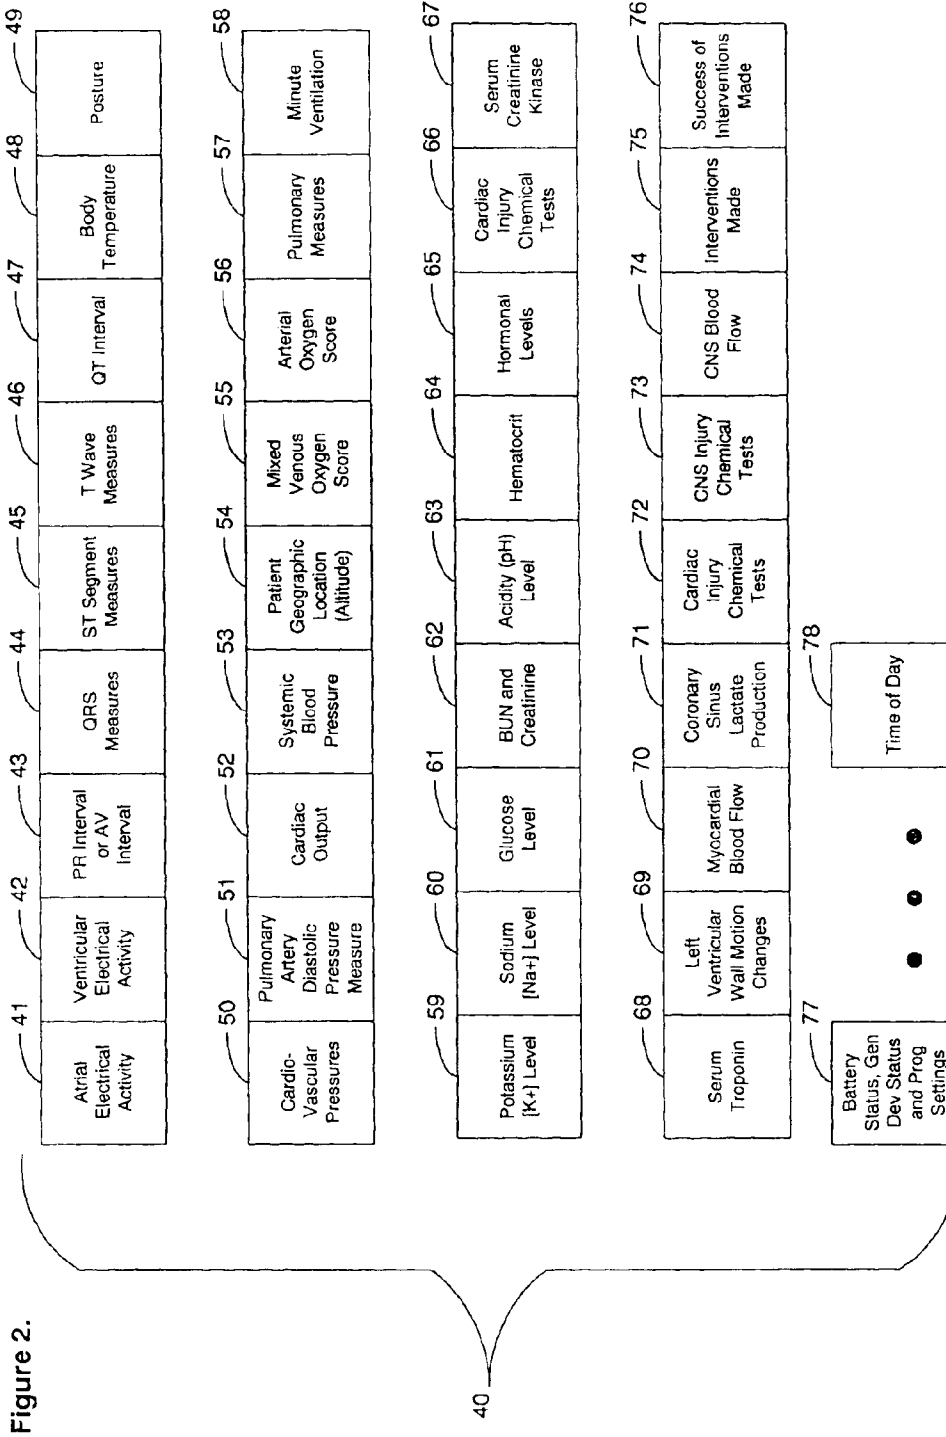 Figure 2.
40
41
Atrial
Electrical
Activity
42
Ventricular
Electrical
Activity
43
PR Interval
or AV
Interval
44
QRS
Measures
45
ST Segment
Measures
46
T Wave
Measures
47
QT Interval
48
Body
Temperature
49
Posture
50
Cardio-
Vascular
Pressures
51
Pulmonary
Artery
Diastolic
Pressure
Measure
52
Cardiac
Output
53
Systemic
Blood
Pressure
54
Patient
Geographic
Location
(Altitude)
55
Mixed
Venous
Oxygen
Score
56
Arterial
Oxygen
Score
57
Pulmonary
Measures
58
Minute
Ventilation
59
Potassium
[K+] Level
60
Sodium
[Na+] Level
61
Glucose
Level
62
BUN and
Creatinine
63
Acidity (pH)
Level
64
Hematocrit
65
Hormonal
Levels
66
Cardiac
Injury
Chemical
Tests
67
Serum
Creatinine
Kinase
68
Serum
Troponin
69
Left
Ventricular
Wall Motion
Changes
70
Myocardial
Blood Flow
71
Coronary
Sinus
Lactate
Production
72
Cardiac
Injury
Chemical
Tests
73
CNS Injury
Chemical
Tests
74
CNS Blood
Flow
75
Interventions
Made
76
Success of
Interventions
Made
77
Battery
Status, Gen
Dev Status
and Prog
Settings
78
Time of Day